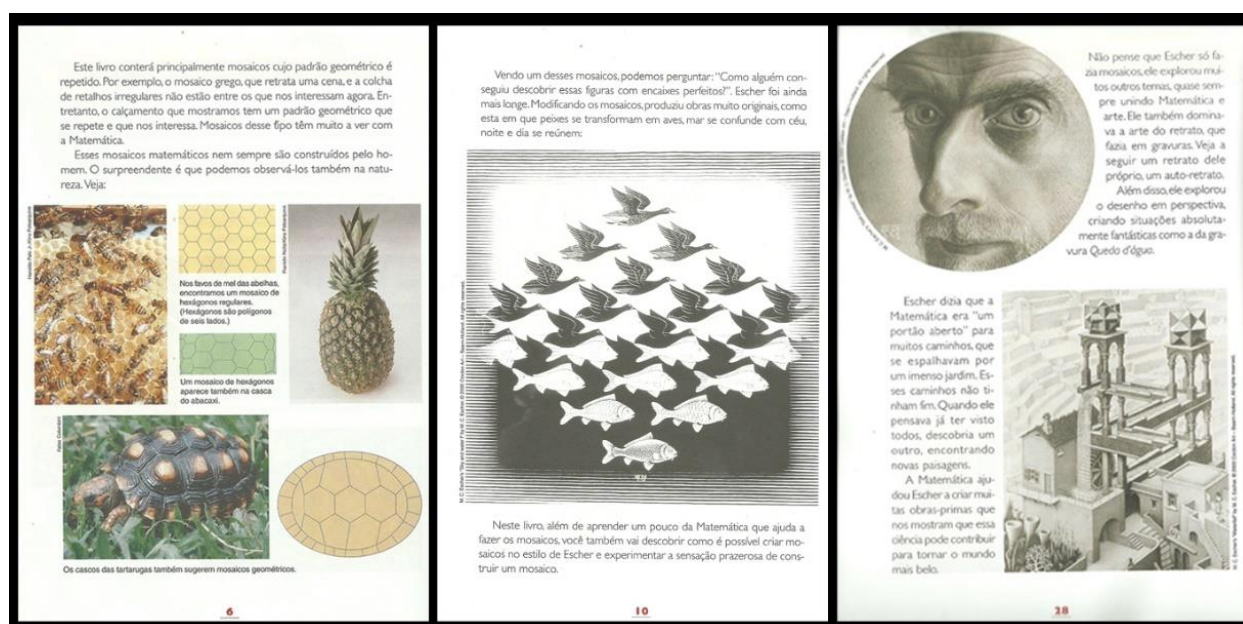 Este livro conterá principalmente mosaicos cujo padrão geométrico é
repetido. Por exemplo, o mosaico grego, que retrata uma cena, e a colcha
de retalhos irregulares não estão entre os que nos interessam agora. En-
tretanto, o calçamento que mostramos tem um padrão geométrico que
se repete e que nos interessa. Mosaicos desse tipo têm muito a ver com
a Matemática.
Esses mosaicos matemáticos nem sempre são construídos pelo ho-
mem. O surpreendente é que podemos observá-los também na natu-
reza. Veja:
Nos favos de mel das abelhas,
encontramos um mosaico de
hexágonos regulares.
(Hexágonos são polígonos
de seis lados.)
Um mosaico de hexágonos
aparece também na casca
do abacaxi.
Os cascos das tartarugas também sugerem mosaicos geométricos.
6
Vendo um desses mosaicos, podemos perguntar: "Como alguém con-
seguiu descobrir essas figuras com encaixes perfeitos?". Escher foi ainda
mais longe. Modificando os mosaicos, produziu obras muito originais, como
esta em que peixes se transformam em aves, mar se confunde com céu,
noite e dia se reúnem:
Neste livro, além de aprender um pouco da Matemática que ajuda a
fazer os mosaicos, você também vai descobrir como é possível criar mo-
saicos no estilo de Escher e experimentar a sensação prazerosa de cons-
truir um mosaico.
10
Não pense que Escher só fa-
zia mosaicos, ele explorou mui-
tos outros temas, quase sem-
pre unindo Matemática e
arte. Ele também domina-
va a arte do retrato, que
fazia em gravuras. Veja a
seguir um retrato dele
próprio, um auto-retrato.
Além disso, ele explorou
o desenho em perspectiva,
criando situações absoluta-
mente fantásticas como a da gra-
vura Queda d'água.
Escher dizia que a
Matemática era "um
portão aberto" para
muitos caminhos, que
se espalhavam por
um imenso jardim. Es-
ses caminhos não ti-
nham fim. Quando ele
pensava já ter visto
todos, descobria um
outro, encontrando
novas paisagens.
A Matemática aju-
dou Escher a criar mui-
tas obras-primas que
nos mostram que essa
ciência pode contribuir
para tornar o mundo
mais belo.
28